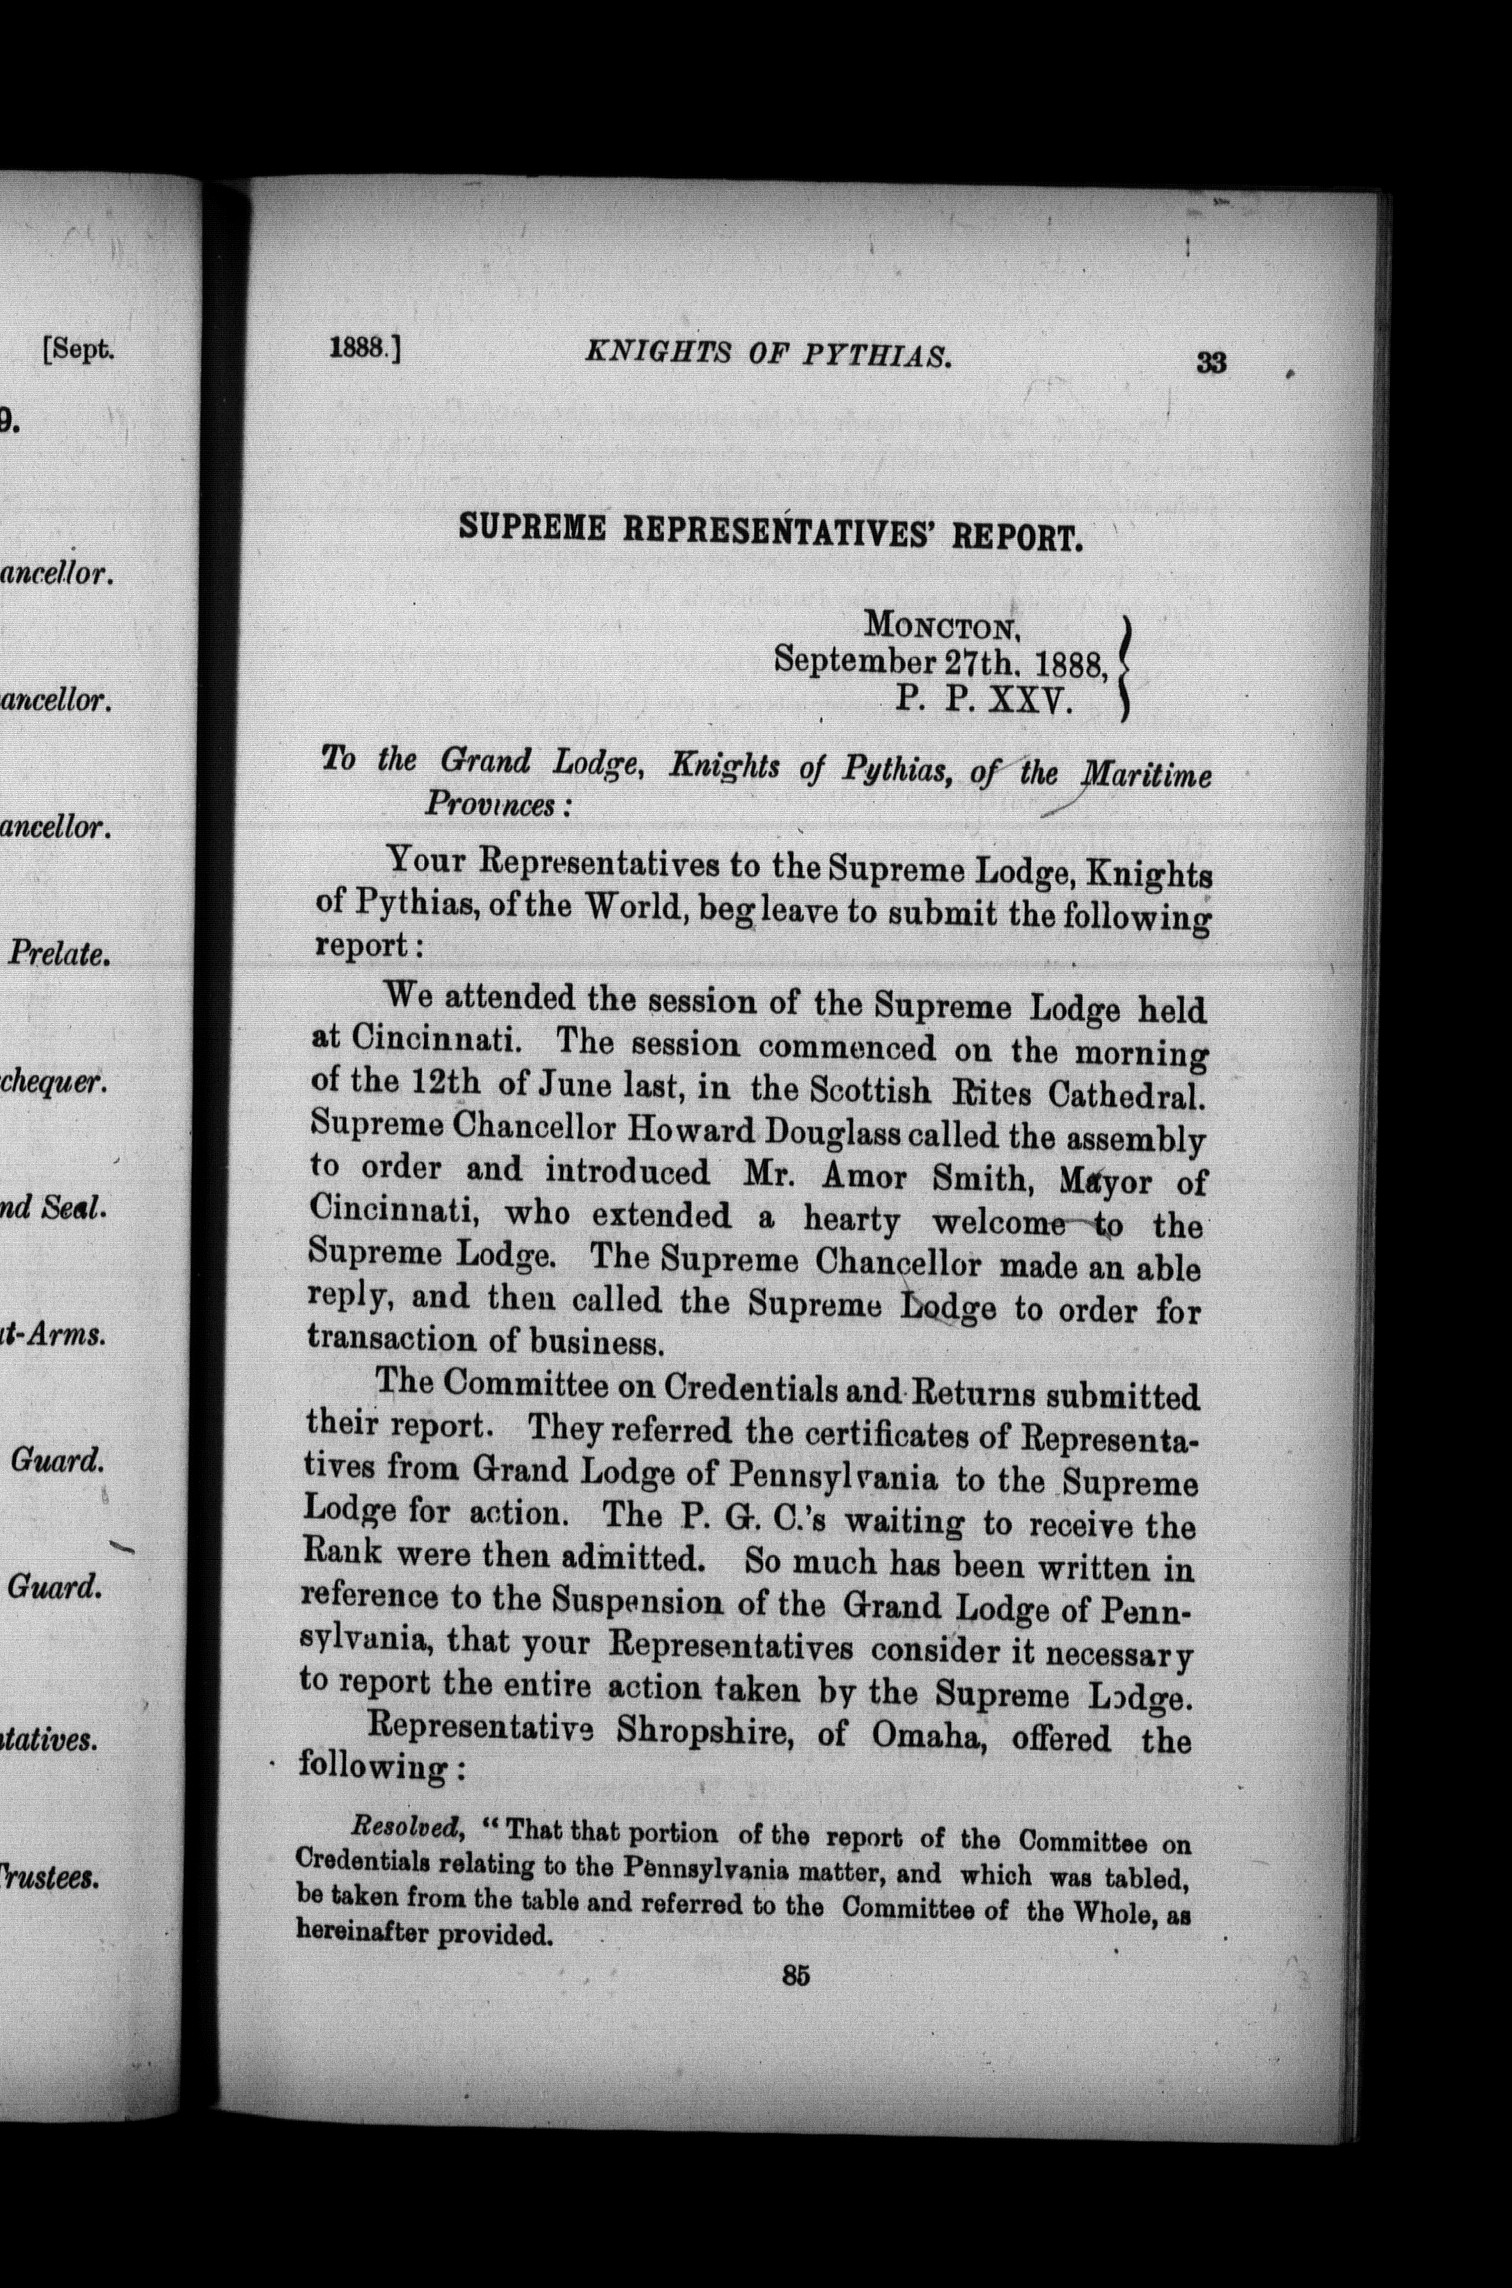 [Sept.
9.
ancellor.
ancellor.
ancellor.
Prelate.
chequer.
nd Seal.
t-Arms.
Guard.
Guard.
tatives.
Trustees.
1888.] KNIGHTS OF PYTHIAS. 33
SUPREME REPRESENTATIVES' REPORT.
MONCTON,
September 27th, 1888,
P. P. XXV.
To the Grand Lodge, Knights of Pythias, of the Maritime
Provinces:
Your Representatives to the Supreme Lodge, Knights
of Pythias, of the World, beg leave to submit the following
report:
We attended the session of the Supreme Lodge held
at Cincinnati. The session commenced on the morning
of the 12th of June last, in the Scottish Rites Cathedral.
Supreme Chancellor Howard Douglass called the assembly
to order and introduced Mr. Amor Smith, Mayor of
Cincinnati, who extended a hearty welcome to the
Supreme Lodge. The Supreme Chancellor made an able
reply, and then called the Supreme Lodge to order for
transaction of business.
The Committee on Credentials and Returns submitted
their report. They referred the certificates of Representa-
tives from Grand Lodge of Pennsylvania to the Supreme
Lodge for action. The P. G. C.'s waiting to receive the
Rank were then admitted. So much has been written in
reference to the Suspension of the Grand Lodge of Penn-
sylvania, that your Representatives consider it necessary
to report the entire action taken by the Supreme Lodge.
Representative Shropshire, of Omaha, offered the
following:
Resolved, “That that portion of the report of the Committee on
Credentials relating to the Pennsylvania matter, and which was tabled,
be taken from the table and referred to the Committee of the Whole, as
hereinafter provided.
85